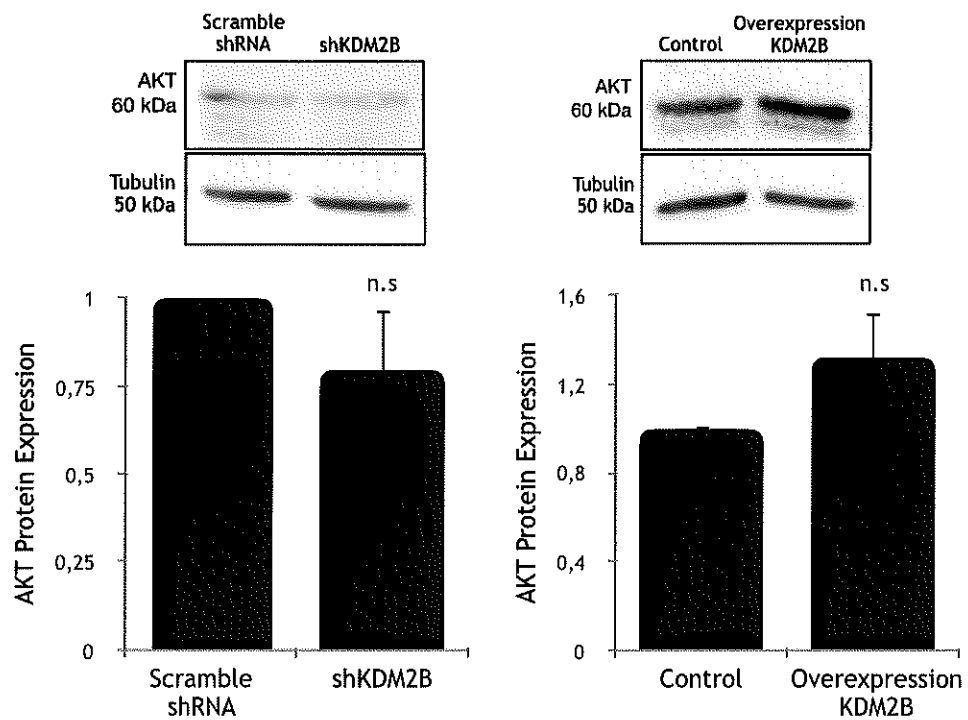 Scramble
shRNA
shKDM2B
AKT
60 kDa
Tubulin
50 kDa
Control
Overexpression
KDM2B
AKT
60 kDa
Tubulin
50 kDa
n.s
1
0,75
0,5
0,25
0
AKT Protein Expression
Scramble
shRNA
shKDM2B
n.s
1,6
1,2
0,8
0,4
0
AKT Protein Expression
Control
Overexpression
KDM2B